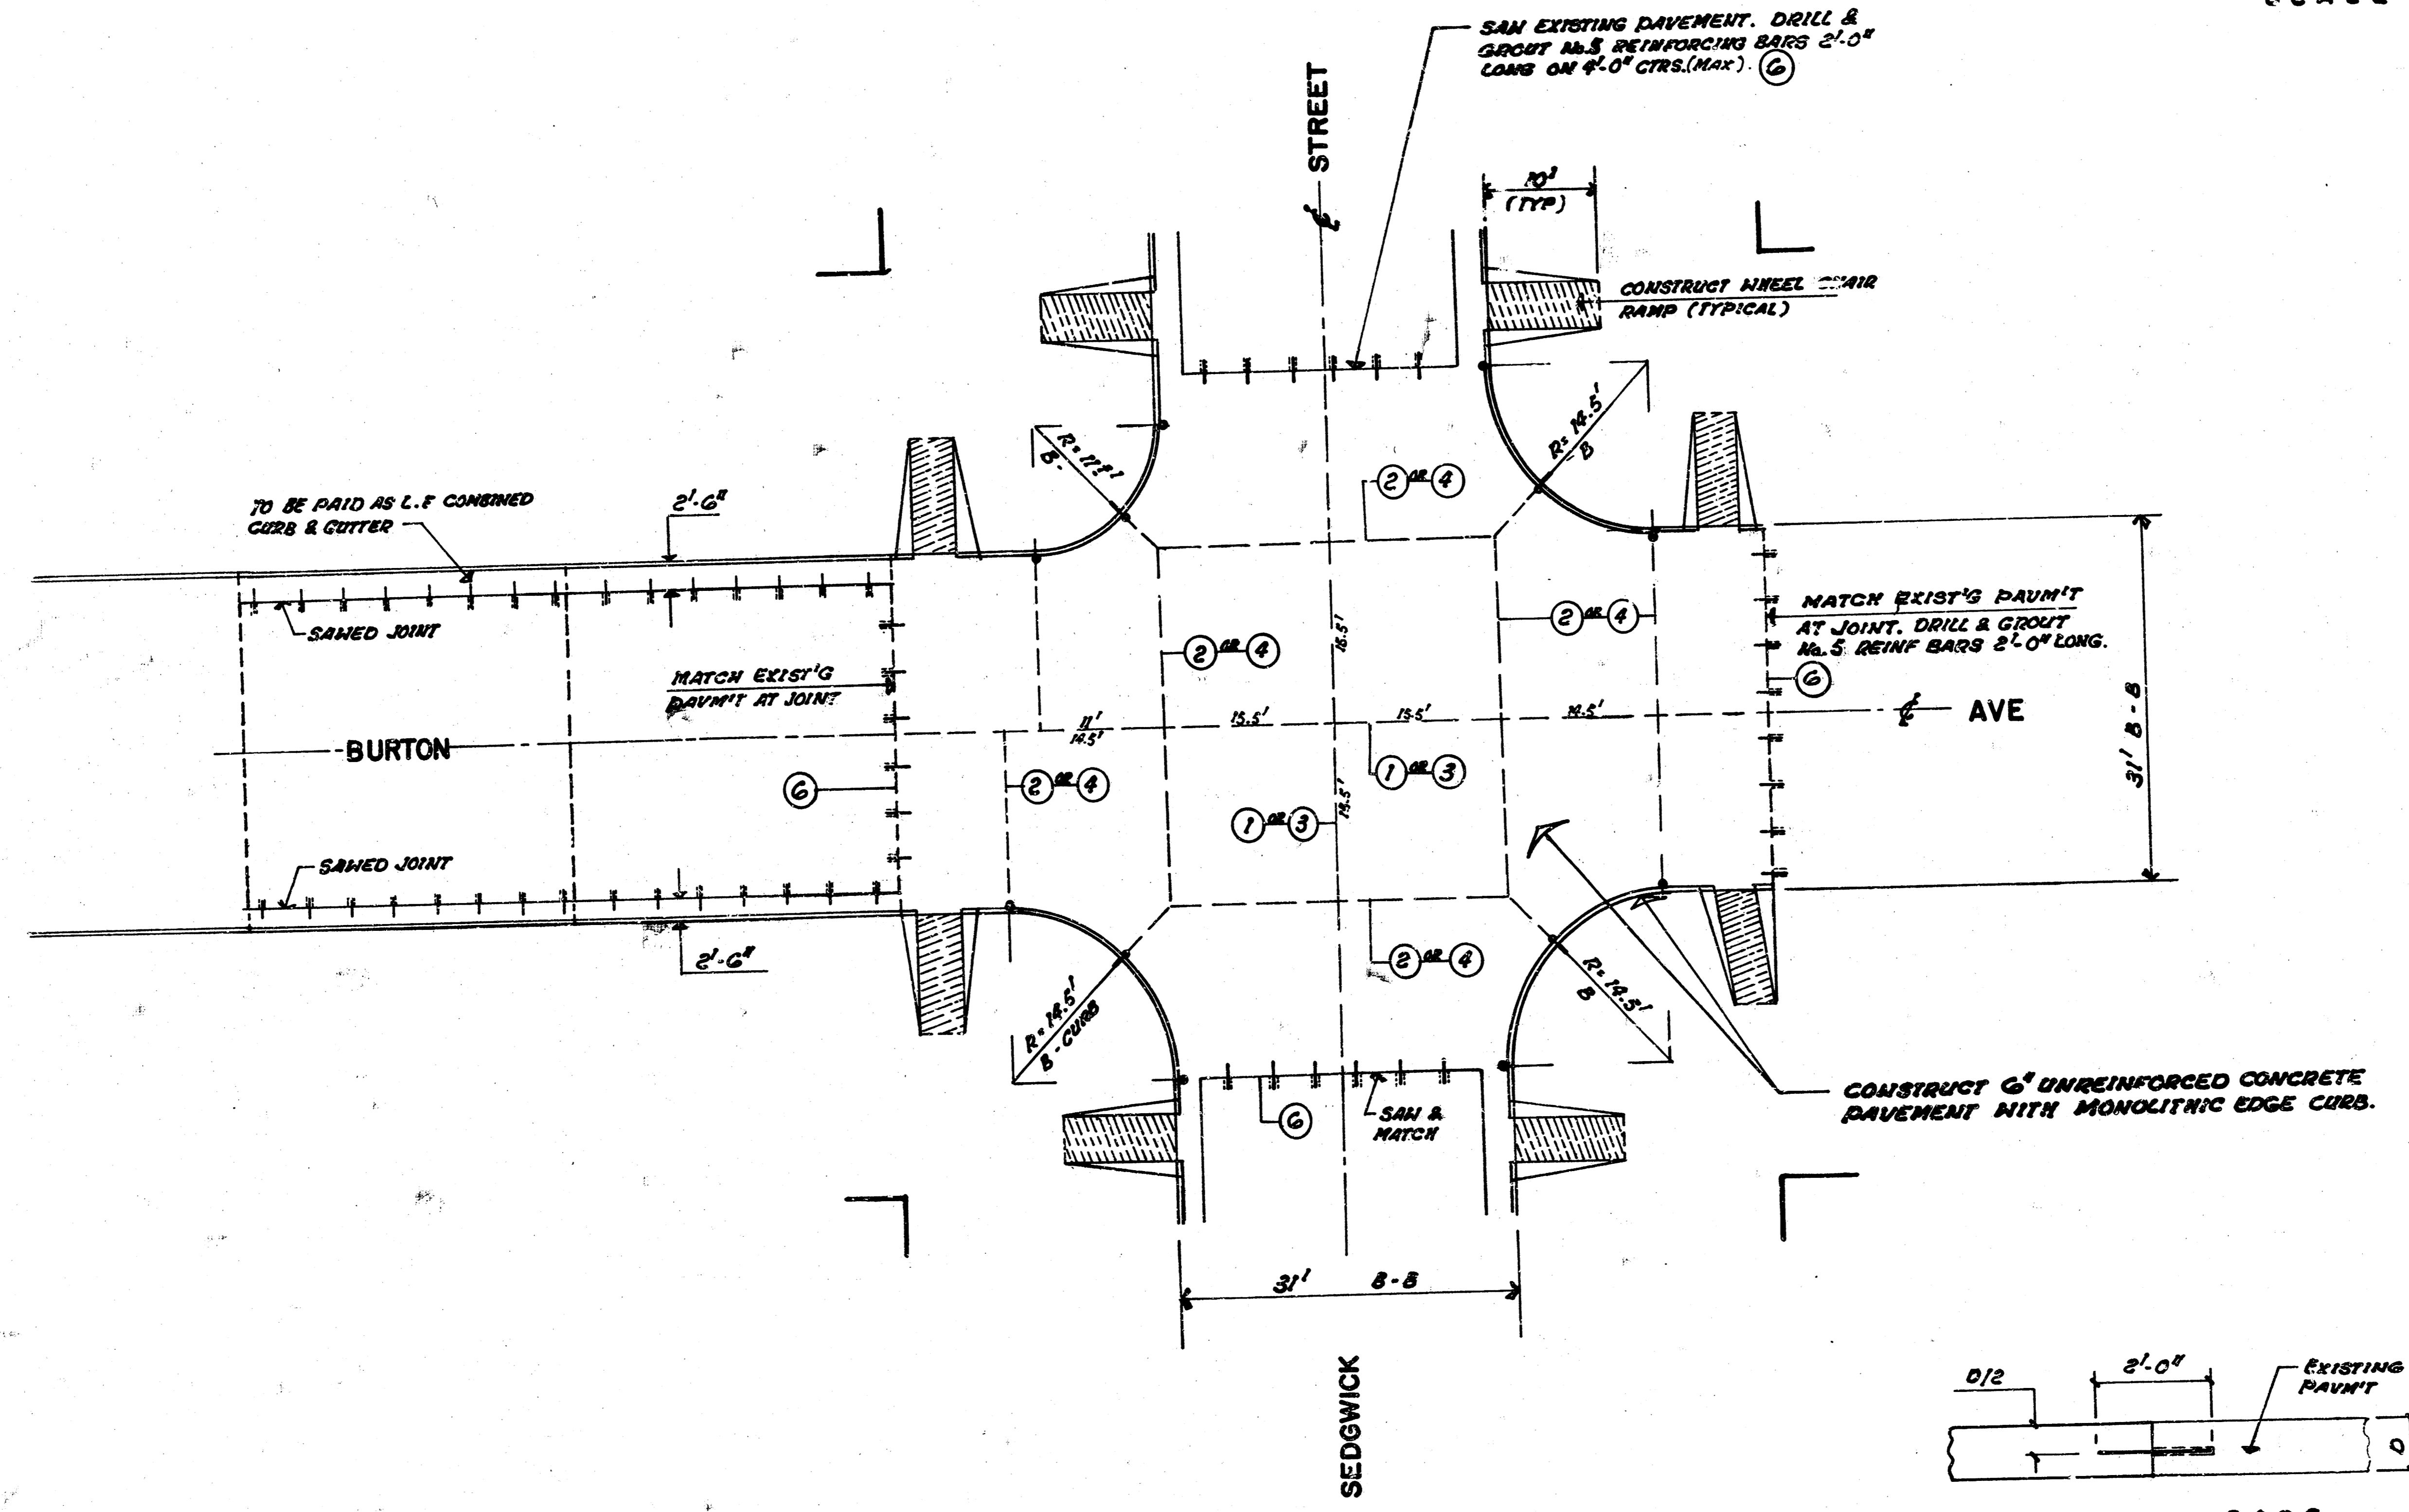 SAW EXISTING PAVEMENT. DRILL &
GROUT No.5 REINFORCING BARS 2'-0"
LONG ON 4'-0" CTRS.(MAX). 6
STREET
℄
10'
(TYP)
CONSTRUCT WHEEL CHAIR
RAMP (TYPICAL)
R= 14.5'
B
R= 11'
B-
2 OR 4
TO BE PAID AS L.F COMBINED
CURB & GUTTER
2'-6"
SAWED JOINT
MATCH EXIST'G
PAVM'T AT JOINT
2 OR 4
15.5'
2 OR 4
MATCH EXIST'G PAVM'T
AT JOINT. DRILL & GROUT
No.5 REINF BARS 2'-0" LONG.
6
31' B-B
BURTON
11'
14.5'
15.5'
15.5'
14.5'
℄ AVE
6
2 OR 4
1 OR 3
1 OR 3
15.5'
SAWED JOINT
2'-6"
2 OR 4
R= 14.5'
B-CURB
R= 14.5'
B
6
SAW &
MATCH
CONSTRUCT 6" UNREINFORCED CONCRETE
PAVEMENT WITH MONOLITHIC EDGE CURB.
31' B-B
SEDGWICK
D/2
2'-0"
EXISTING
PAVM'T
D